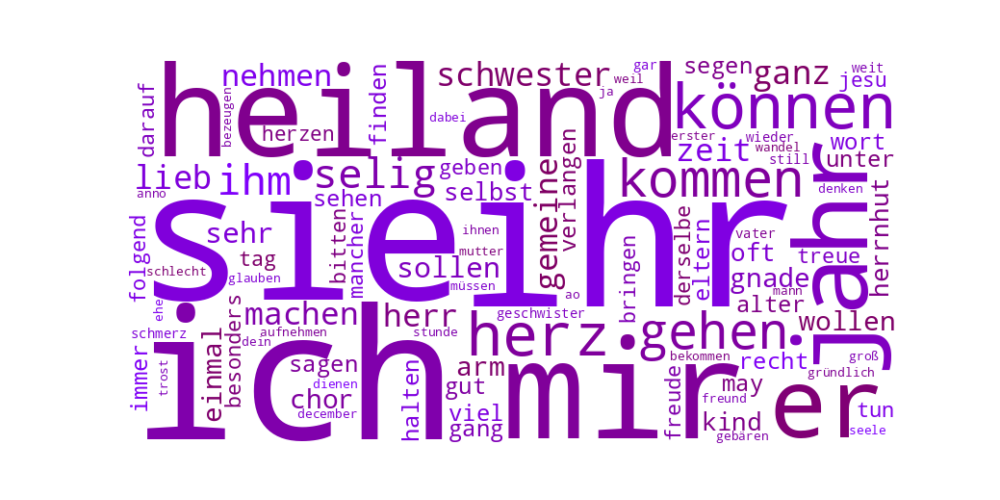 heiland
sie
ihr
ich
mir
er
jahr
können
kommen
herz
gehen
selig
ihm
lieb
nehmen
schwester
segen
ganz
weit
jesu
gar
weil
ja
darauf
bezeugen
herzen
finden
dabei
erster
wieder
wandel
still
zeit
wort
unter
anno
sehen
geben
selbst
gemeine
verlangen
denken
herrnhut
folgend
sehr
tag
schlecht
glauben
bitten
mancher
ihnen
mutter
sollen
müssen
bringen
derselbe
eltern
oft
vater
treue
gnade
mann
alter
wollen
ehe
schmerz
besonders
machen
aufnehmen
dein
herr
stunde
ao
geschwister
immer
trost
einmal
sagen
dienen
chor
december
halten
arm
gut
viel
gang
bekommen
freude
recht
may
freund
kind
gebären
groß
gründlich
tun
seele